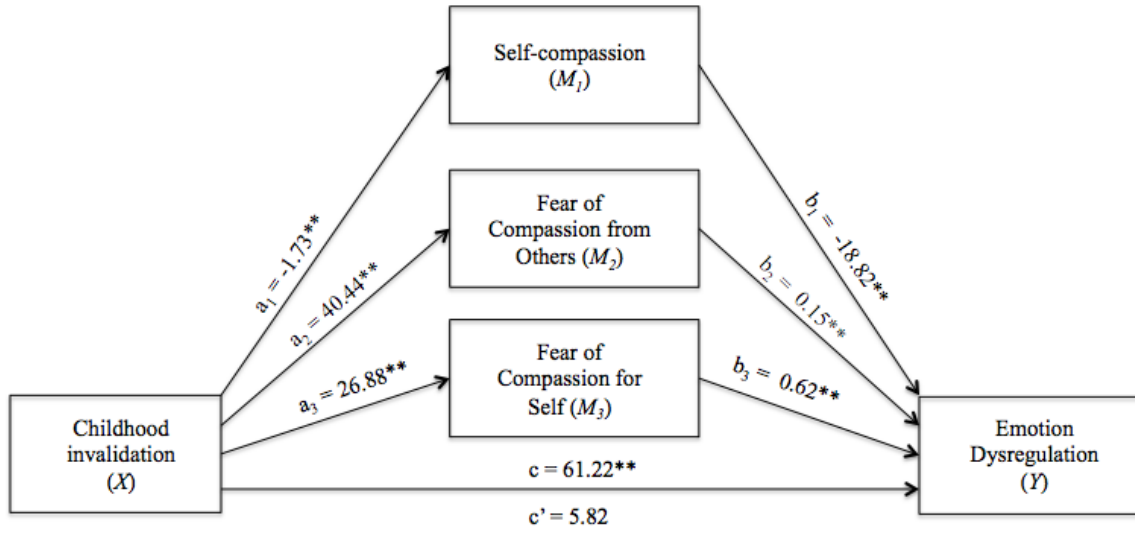 Self-compassion
(M₁)
Fear of
Compassion from
Others (M₂)
Fear of
Compassion for
Self (M₃)
Childhood
invalidation
(X)
Emotion
Dysregulation
(Y)
a₁ = -1.73**
a₂ = 40.44**
a₃ = 26.88**
b₁ = -18.82**
b₂ = 0.15**
b₃ = 0.62**
c = 61.22**
c’ = 5.82